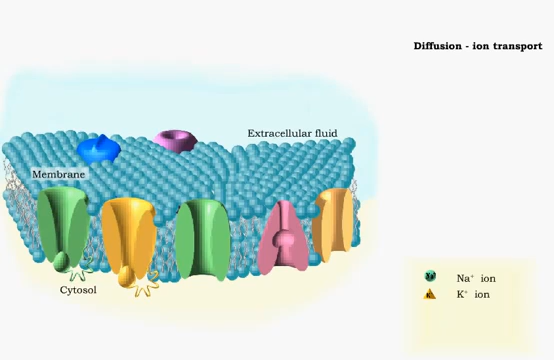 Diffusion - ion transport
Extracellular fluid
Membrane
Cytosol
Na⁺ ion
K⁺ ion